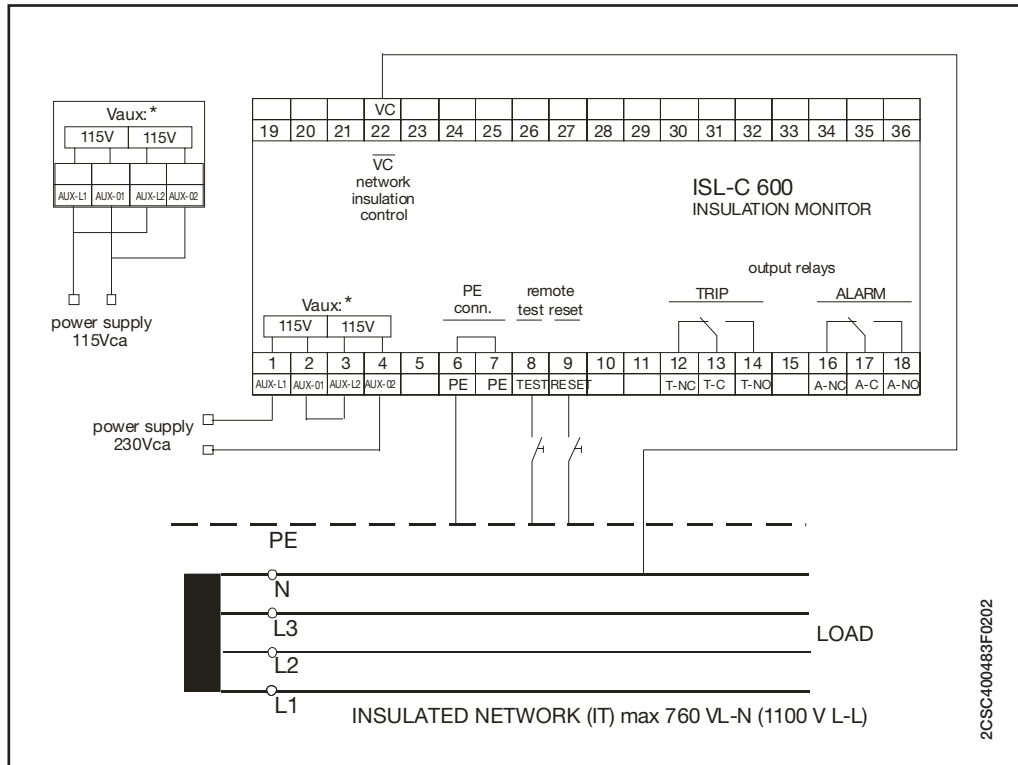 VC
19 20 21 22 23 24 25 26 27 28 29 30 31 32 33 34 35 36
Vaux: *
115V 115V
AUX-L1 AUX-01 AUX-L2 AUX-02
power supply
115Vca
VC
network
insulation
control
ISL-C 600
INSULATION MONITOR
output relays
TRIP ALARM
PE
conn.
remote
test reset
Vaux: *
115V 115V
1 2 3 4 5 6 7 8 9 10 11 12 13 14 15 16 17 18
AUX-L1 AUX-01 AUX-L2 AUX-02 PE PE TEST RESET T-NC T-C T-NO A-NC A-C A-NO
power supply
230Vca
PE
N
L3
LOAD
L2
L1
INSULATED NETWORK (IT) max 760 VL-N (1100 V L-L)
2CSC400483F0202